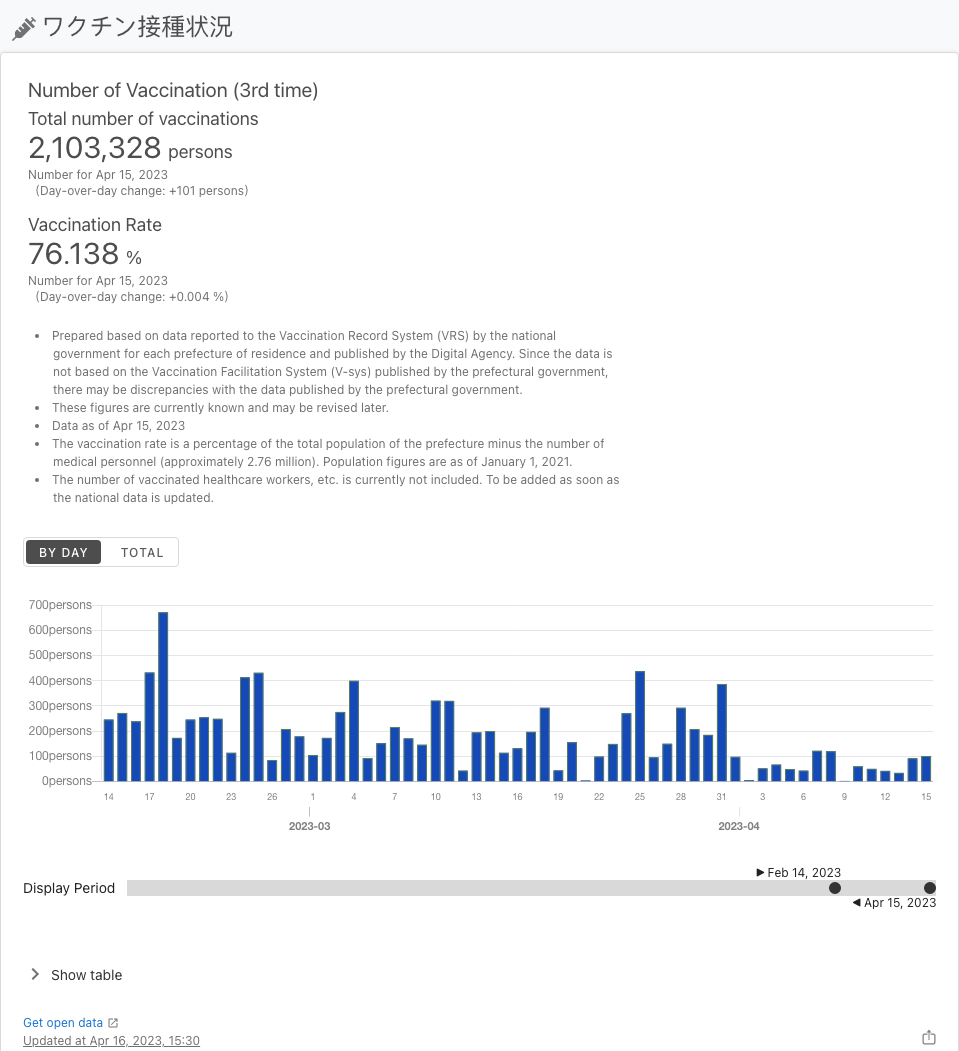 ワクチン接種状況
Number of Vaccination (3rd time)
Total number of vaccinations
2,103,328 persons
Number for Apr 15, 2023
(Day-over-day change: +101 persons)
Vaccination Rate
76.138 %
Number for Apr 15, 2023
(Day-over-day change: +0.004 %)
• Prepared based on data reported to the Vaccination Record System (VRS) by the national
government for each prefecture of residence and published by the Digital Agency. Since the data is
not based on the Vaccination Facilitation System (V-sys) published by the prefectural government,
there may be discrepancies with the data published by the prefectural government.
• These figures are currently known and may be revised later.
• Data as of Apr 15, 2023
• The vaccination rate is a percentage of the total population of the prefecture minus the number of
medical personnel (approximately 2.76 million). Population figures are as of January 1, 2021.
• The number of vaccinated healthcare workers, etc. is currently not included. To be added as soon as
the national data is updated.
BY DAY TOTAL
700persons
600persons
500persons
400persons
300persons
200persons
100persons
0persons
14 17 20 23 26 1 4 7 10 13 16 19 22 25 28 31 3 6 9 12 15
2023-03 2023-04
Feb 14, 2023
Display Period
Apr 15, 2023
Show table
Get open data
Updated at Apr 16, 2023, 15:30